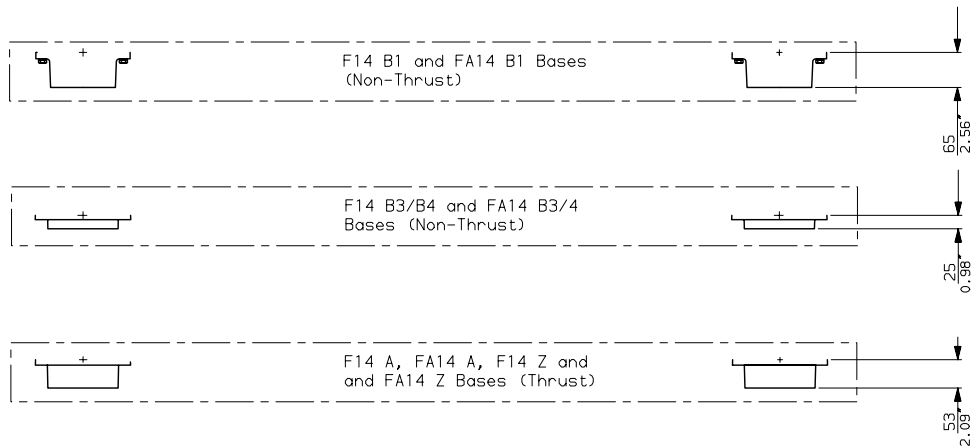 F14 B1 and FA14 B1 Bases
(Non-Thrust)
65
2.56"
F14 B3/B4 and FA14 B3/4
Bases (Non-Thrust)
25
0.98"
F14 A, FA14 A, F14 Z and
and FA14 Z Bases (Thrust)
53
2.09"